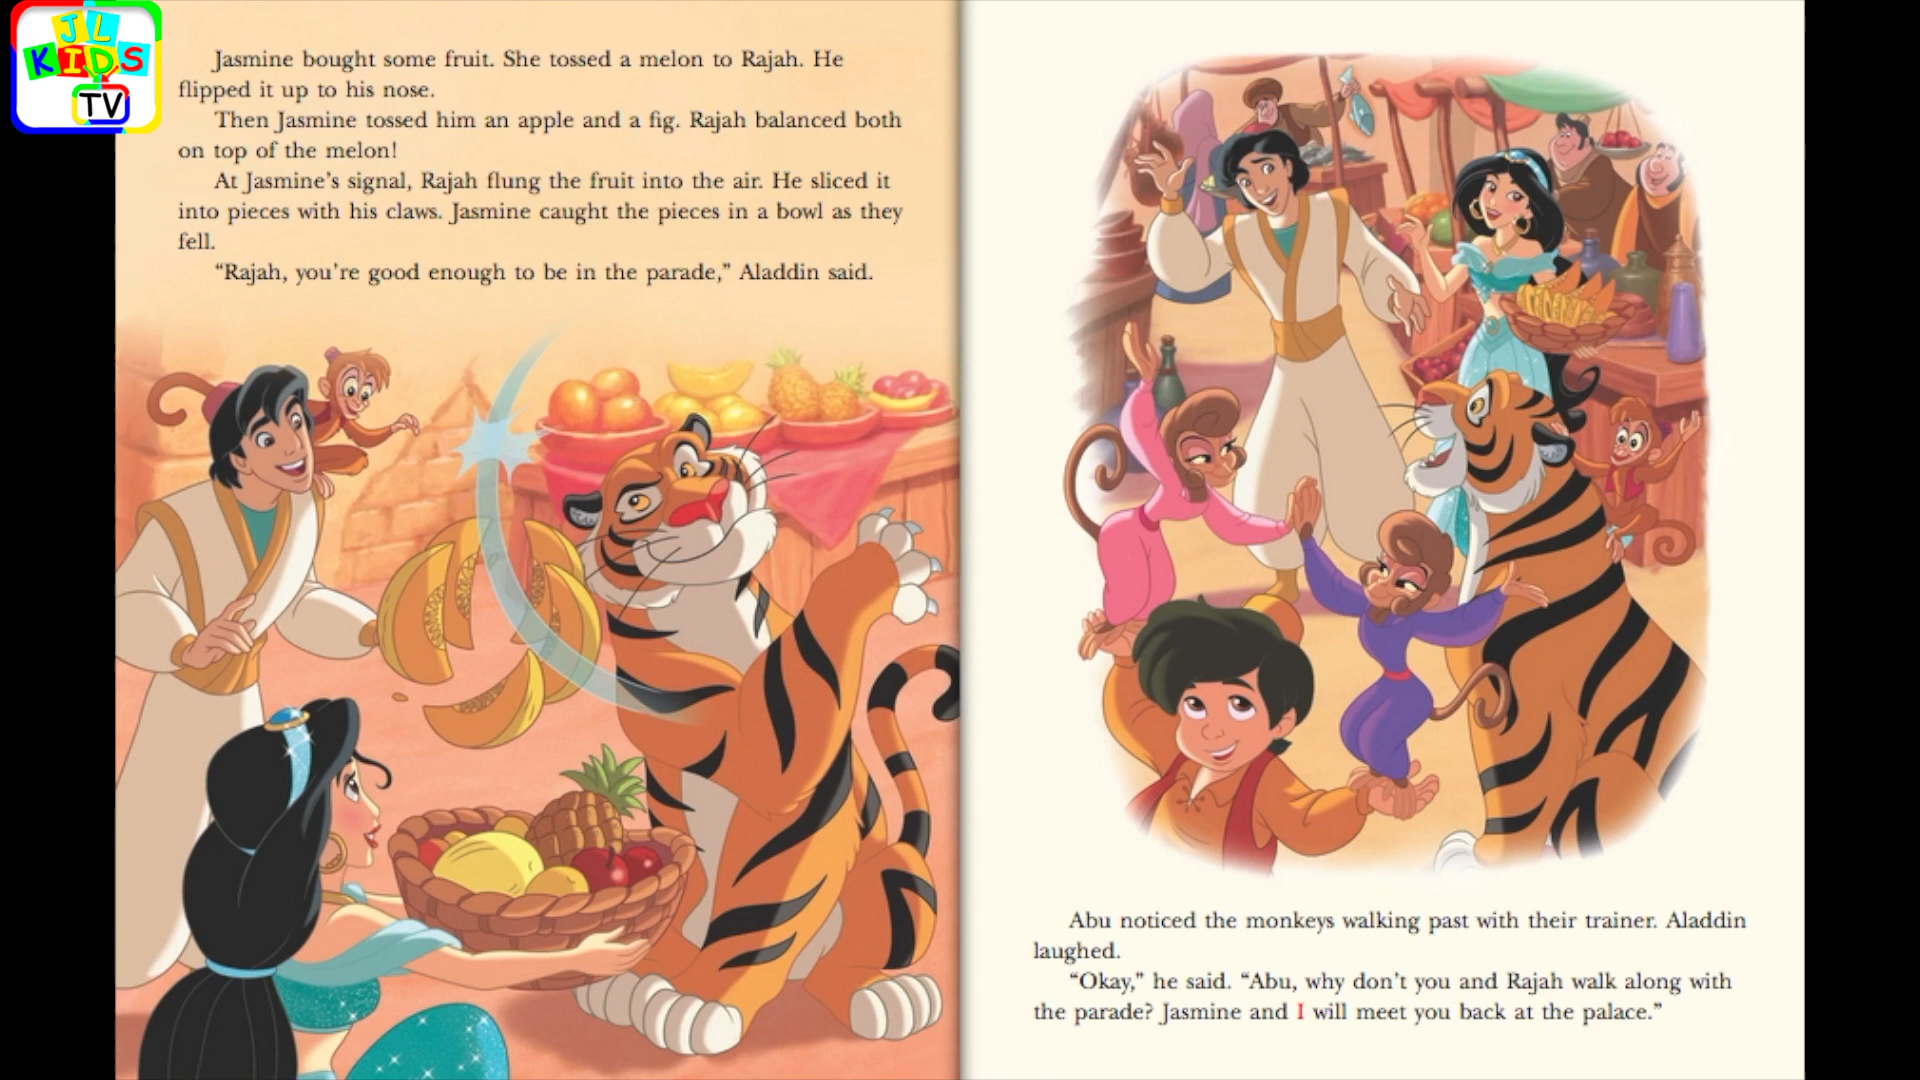 JL
KIDS
TV
Jasmine bought some fruit. She tossed a melon to Rajah. He
flipped it up to his nose.
Then Jasmine tossed him an apple and a fig. Rajah balanced both
on top of the melon!
At Jasmine’s signal, Rajah flung the fruit into the air. He sliced it
into pieces with his claws. Jasmine caught the pieces in a bowl as they
fell.
“Rajah, you’re good enough to be in the parade,” Aladdin said.
Abu noticed the monkeys walking past with their trainer. Aladdin
laughed.
“Okay,” he said. “Abu, why don’t you and Rajah walk along with
the parade? Jasmine and I will meet you back at the palace.”